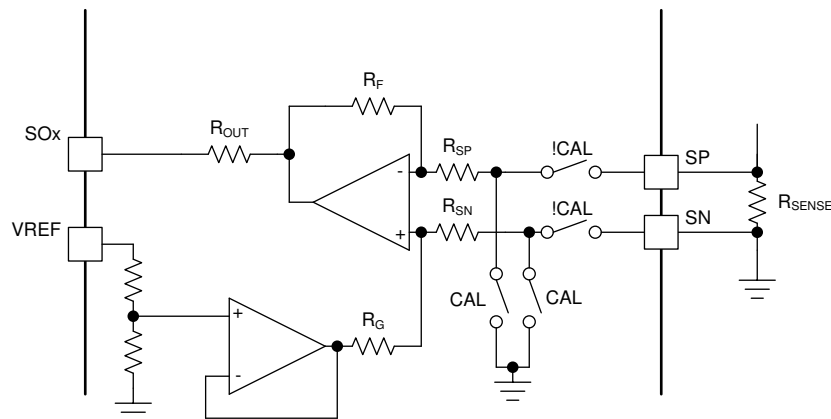 R_F
SOx
R_OUT
R_SP
!CAL
SP
-
R_SENSE
R_SN
!CAL
SN
VREF
+
CAL
CAL
+
R_G
-